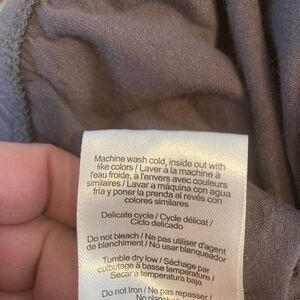 Machine wash cold, inside out with
like colors / Laver à la machine à
l'eau froide, à l'envers avec couleurs
similaires / Lavar a máquina con agua
fría y poner la prenda al revés con
colores similares
Delicate cycle / Cycle délicat /
Ciclo delicado
Do not bleach / Ne pas utiliser d'agent
de blanchiment / No usar blanqueador
Tumble dry low / Séchage par
culbutage à basse température /
Secar a temperatura baja
Do not Iron / Ne pas repasser /